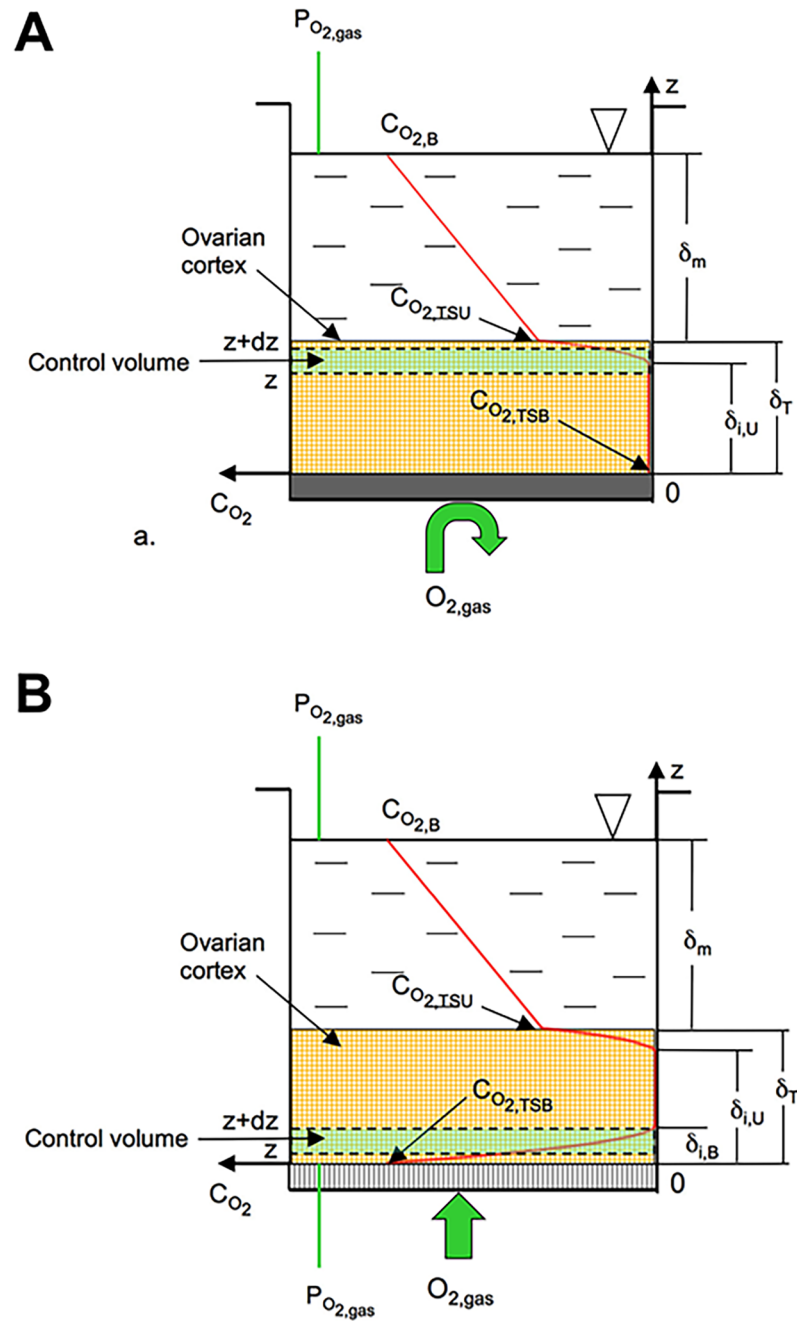 A
P O2,gas
z
C O2,B
Ovarian
cortex
δm
C O2,TSU
z+dz
Control volume
z
C O2,TSB
δi,U
δT
C O2
0
a.
O2,gas
B
P O2,gas
z
C O2,B
Ovarian
cortex
δm
C O2,TSU
C O2,TSB
z+dz
Control volume
z
δi,U
δT
δi,B
C O2
0
P O2,gas
O2,gas